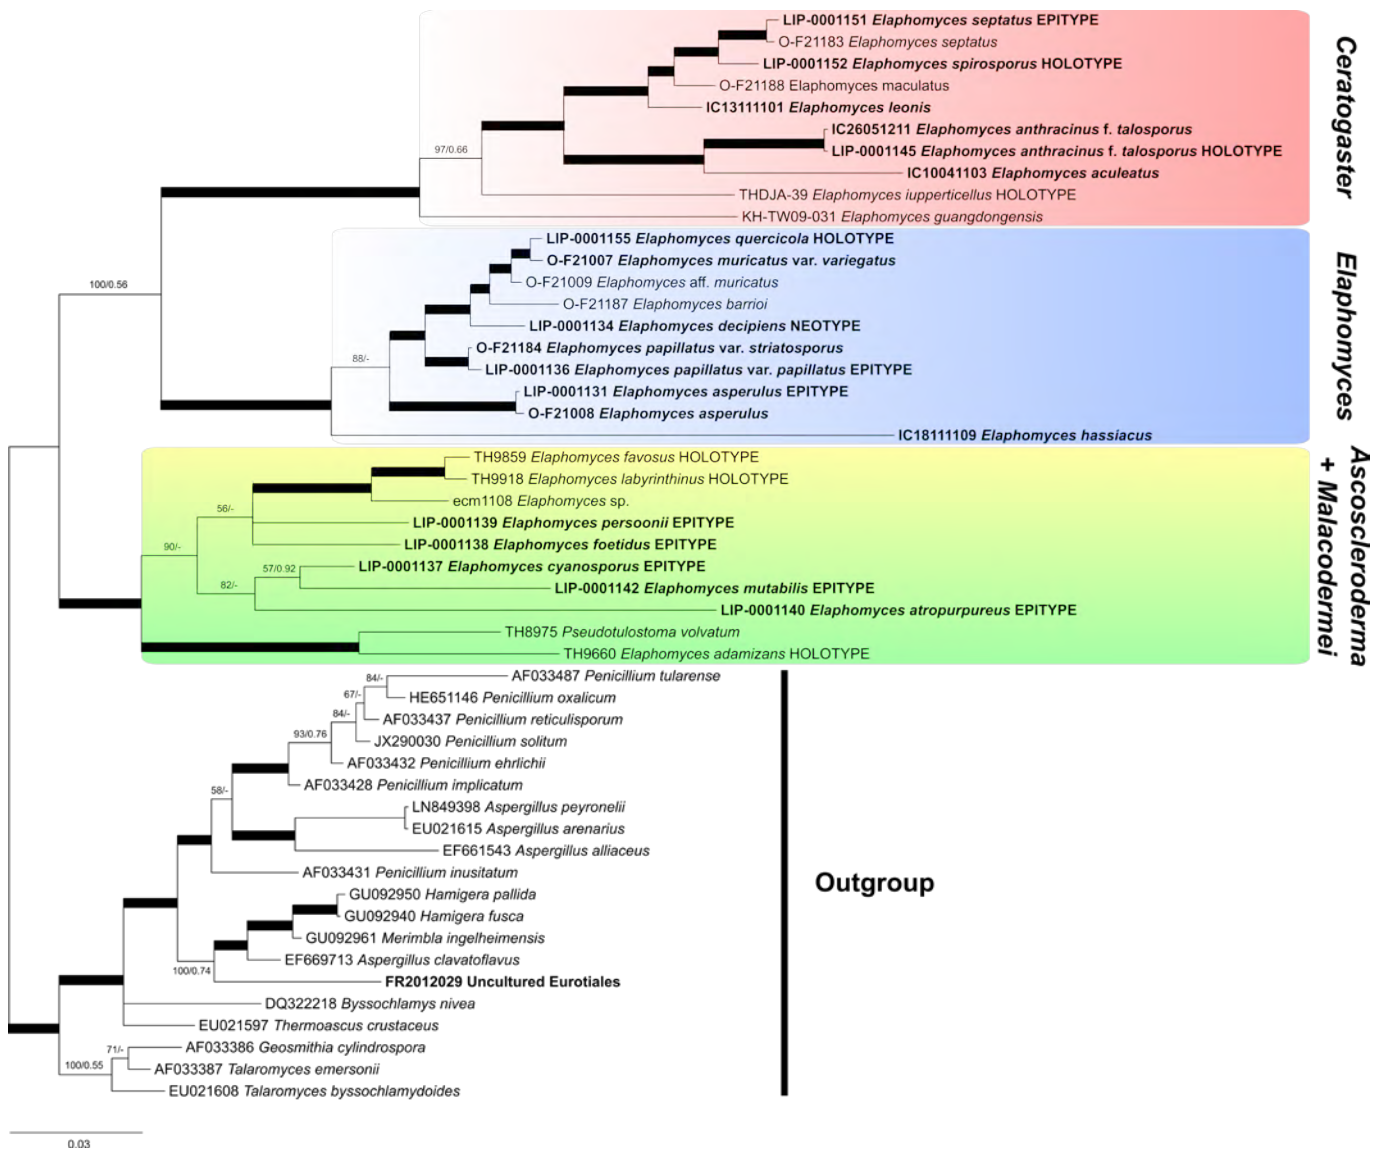 LIP-0001151 Elaphomyces septatus EPITYPE
O-F21183 Elaphomyces septatus
LIP-0001152 Elaphomyces spirosporus HOLOTYPE
O-F21188 Elaphomyces maculatus
IC13111101 Elaphomyces leonis
IC26051211 Elaphomyces anthracinus f. talosporus
LIP-0001145 Elaphomyces anthracinus f. talosporus HOLOTYPE
97/0.66
IC10041103 Elaphomyces aculeatus
THDJA-39 Elaphomyces iupperticellus HOLOTYPE
KH-TW09-031 Elaphomyces guangdongensis
Ceratogaster
LIP-0001155 Elaphomyces quercicola HOLOTYPE
O-F21007 Elaphomyces muricatus var. variegatus
O-F21009 Elaphomyces aff. muricatus
100/0.56
O-F21187 Elaphomyces barrioi
LIP-0001134 Elaphomyces decipiens NEOTYPE
O-F21184 Elaphomyces papillatus var. striatosporus
88/-
LIP-0001136 Elaphomyces papillatus var. papillatus EPITYPE
LIP-0001131 Elaphomyces asperulus EPITYPE
O-F21008 Elaphomyces asperulus
IC18111109 Elaphomyces hassiacus
Elaphomyces
TH9859 Elaphomyces favosus HOLOTYPE
TH9918 Elaphomyces labyrinthinus HOLOTYPE
ecm1108 Elaphomyces sp.
56/-
LIP-0001139 Elaphomyces persoonii EPITYPE
LIP-0001138 Elaphomyces foetidus EPITYPE
90/-
LIP-0001137 Elaphomyces cyanosporus EPITYPE
57/0.92
LIP-0001142 Elaphomyces mutabilis EPITYPE
82/-
LIP-0001140 Elaphomyces atropurpureus EPITYPE
TH8975 Pseudotulostoma volvatum
TH9660 Elaphomyces adamizans HOLOTYPE
Ascoscleroderma
+ Malacodermei
AF033487 Penicillium tularense
84/-
HE651146 Penicillium oxalicum
67/-
AF033437 Penicillium reticulisporum
84/-
JX290030 Penicillium solitum
93/0.76
AF033432 Penicillium ehrlichii
AF033428 Penicillium implicatum
58/-
LN849398 Aspergillus peyronelii
EU021615 Aspergillus arenarius
EF661543 Aspergillus alliaceus
AF033431 Penicillium inusitatum
Outgroup
GU092950 Hamigera pallida
GU092940 Hamigera fusca
GU092961 Merimbla ingelheimensis
EF669713 Aspergillus clavatoflavus
100/0.74
FR2012029 Uncultured Eurotiales
DQ322218 Byssochlamys nivea
EU021597 Thermoascus crustaceus
AF033386 Geosmithia cylindrospora
71/-
100/0.55
AF033387 Talaromyces emersonii
EU021608 Talaromyces byssochlamydoides
0.03